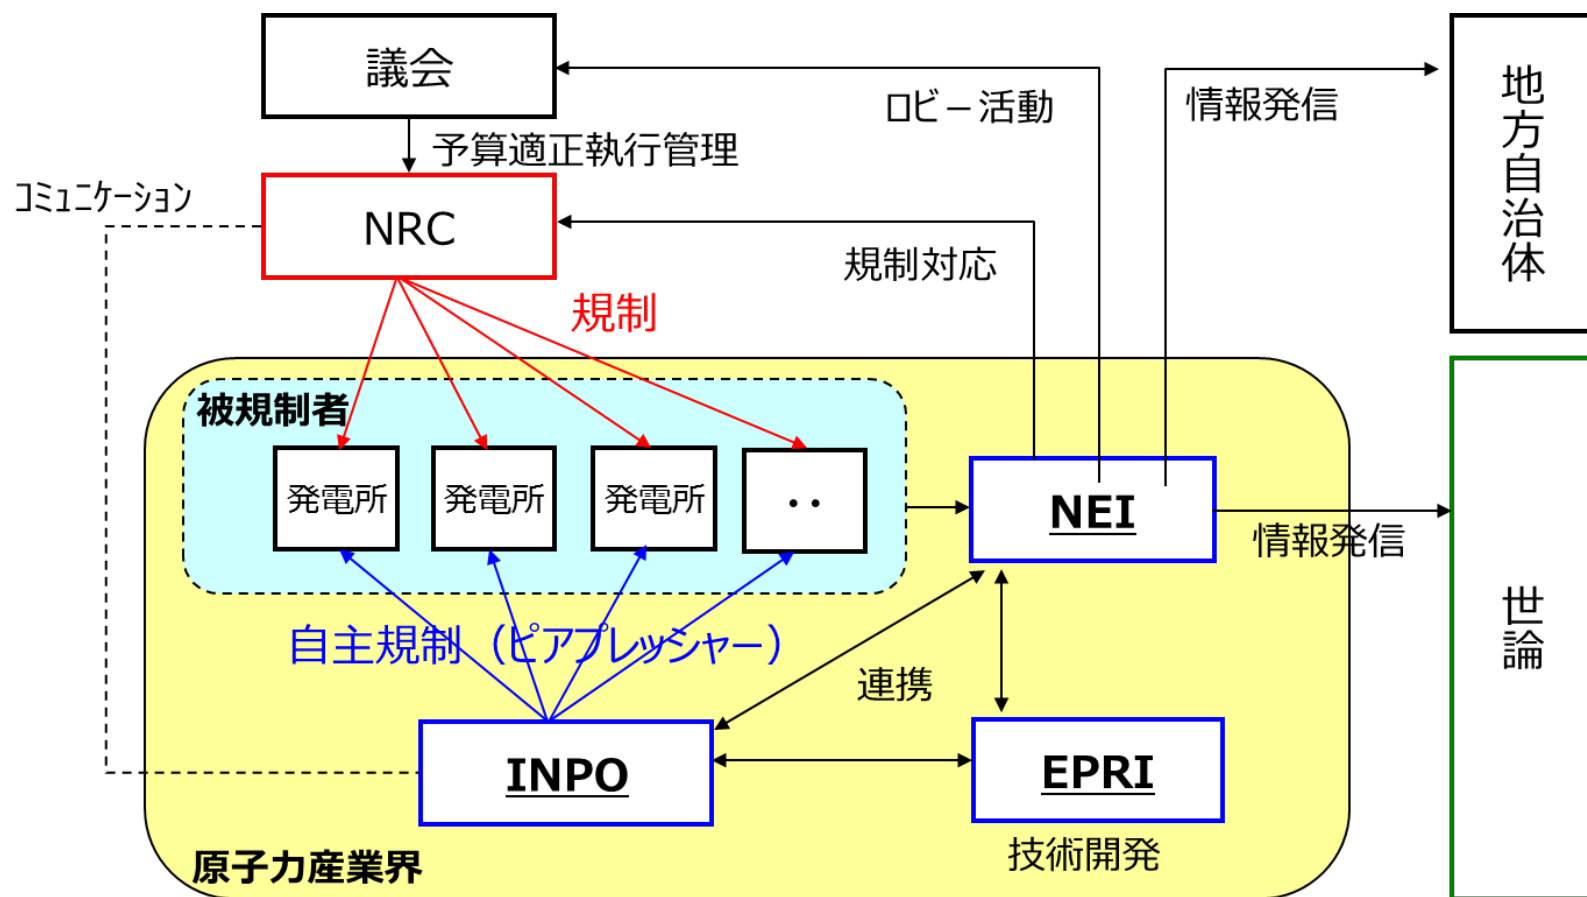 議会
ロビー活動
情報発信
地方自治体
予算適正執行管理
コミュニケーション
NRC
規制対応
規制
被規制者
発電所
発電所
発電所
・・
NEI
情報発信
世論
自主規制（ピアプレッシャー）
連携
INPO
EPRI
技術開発
原子力産業界